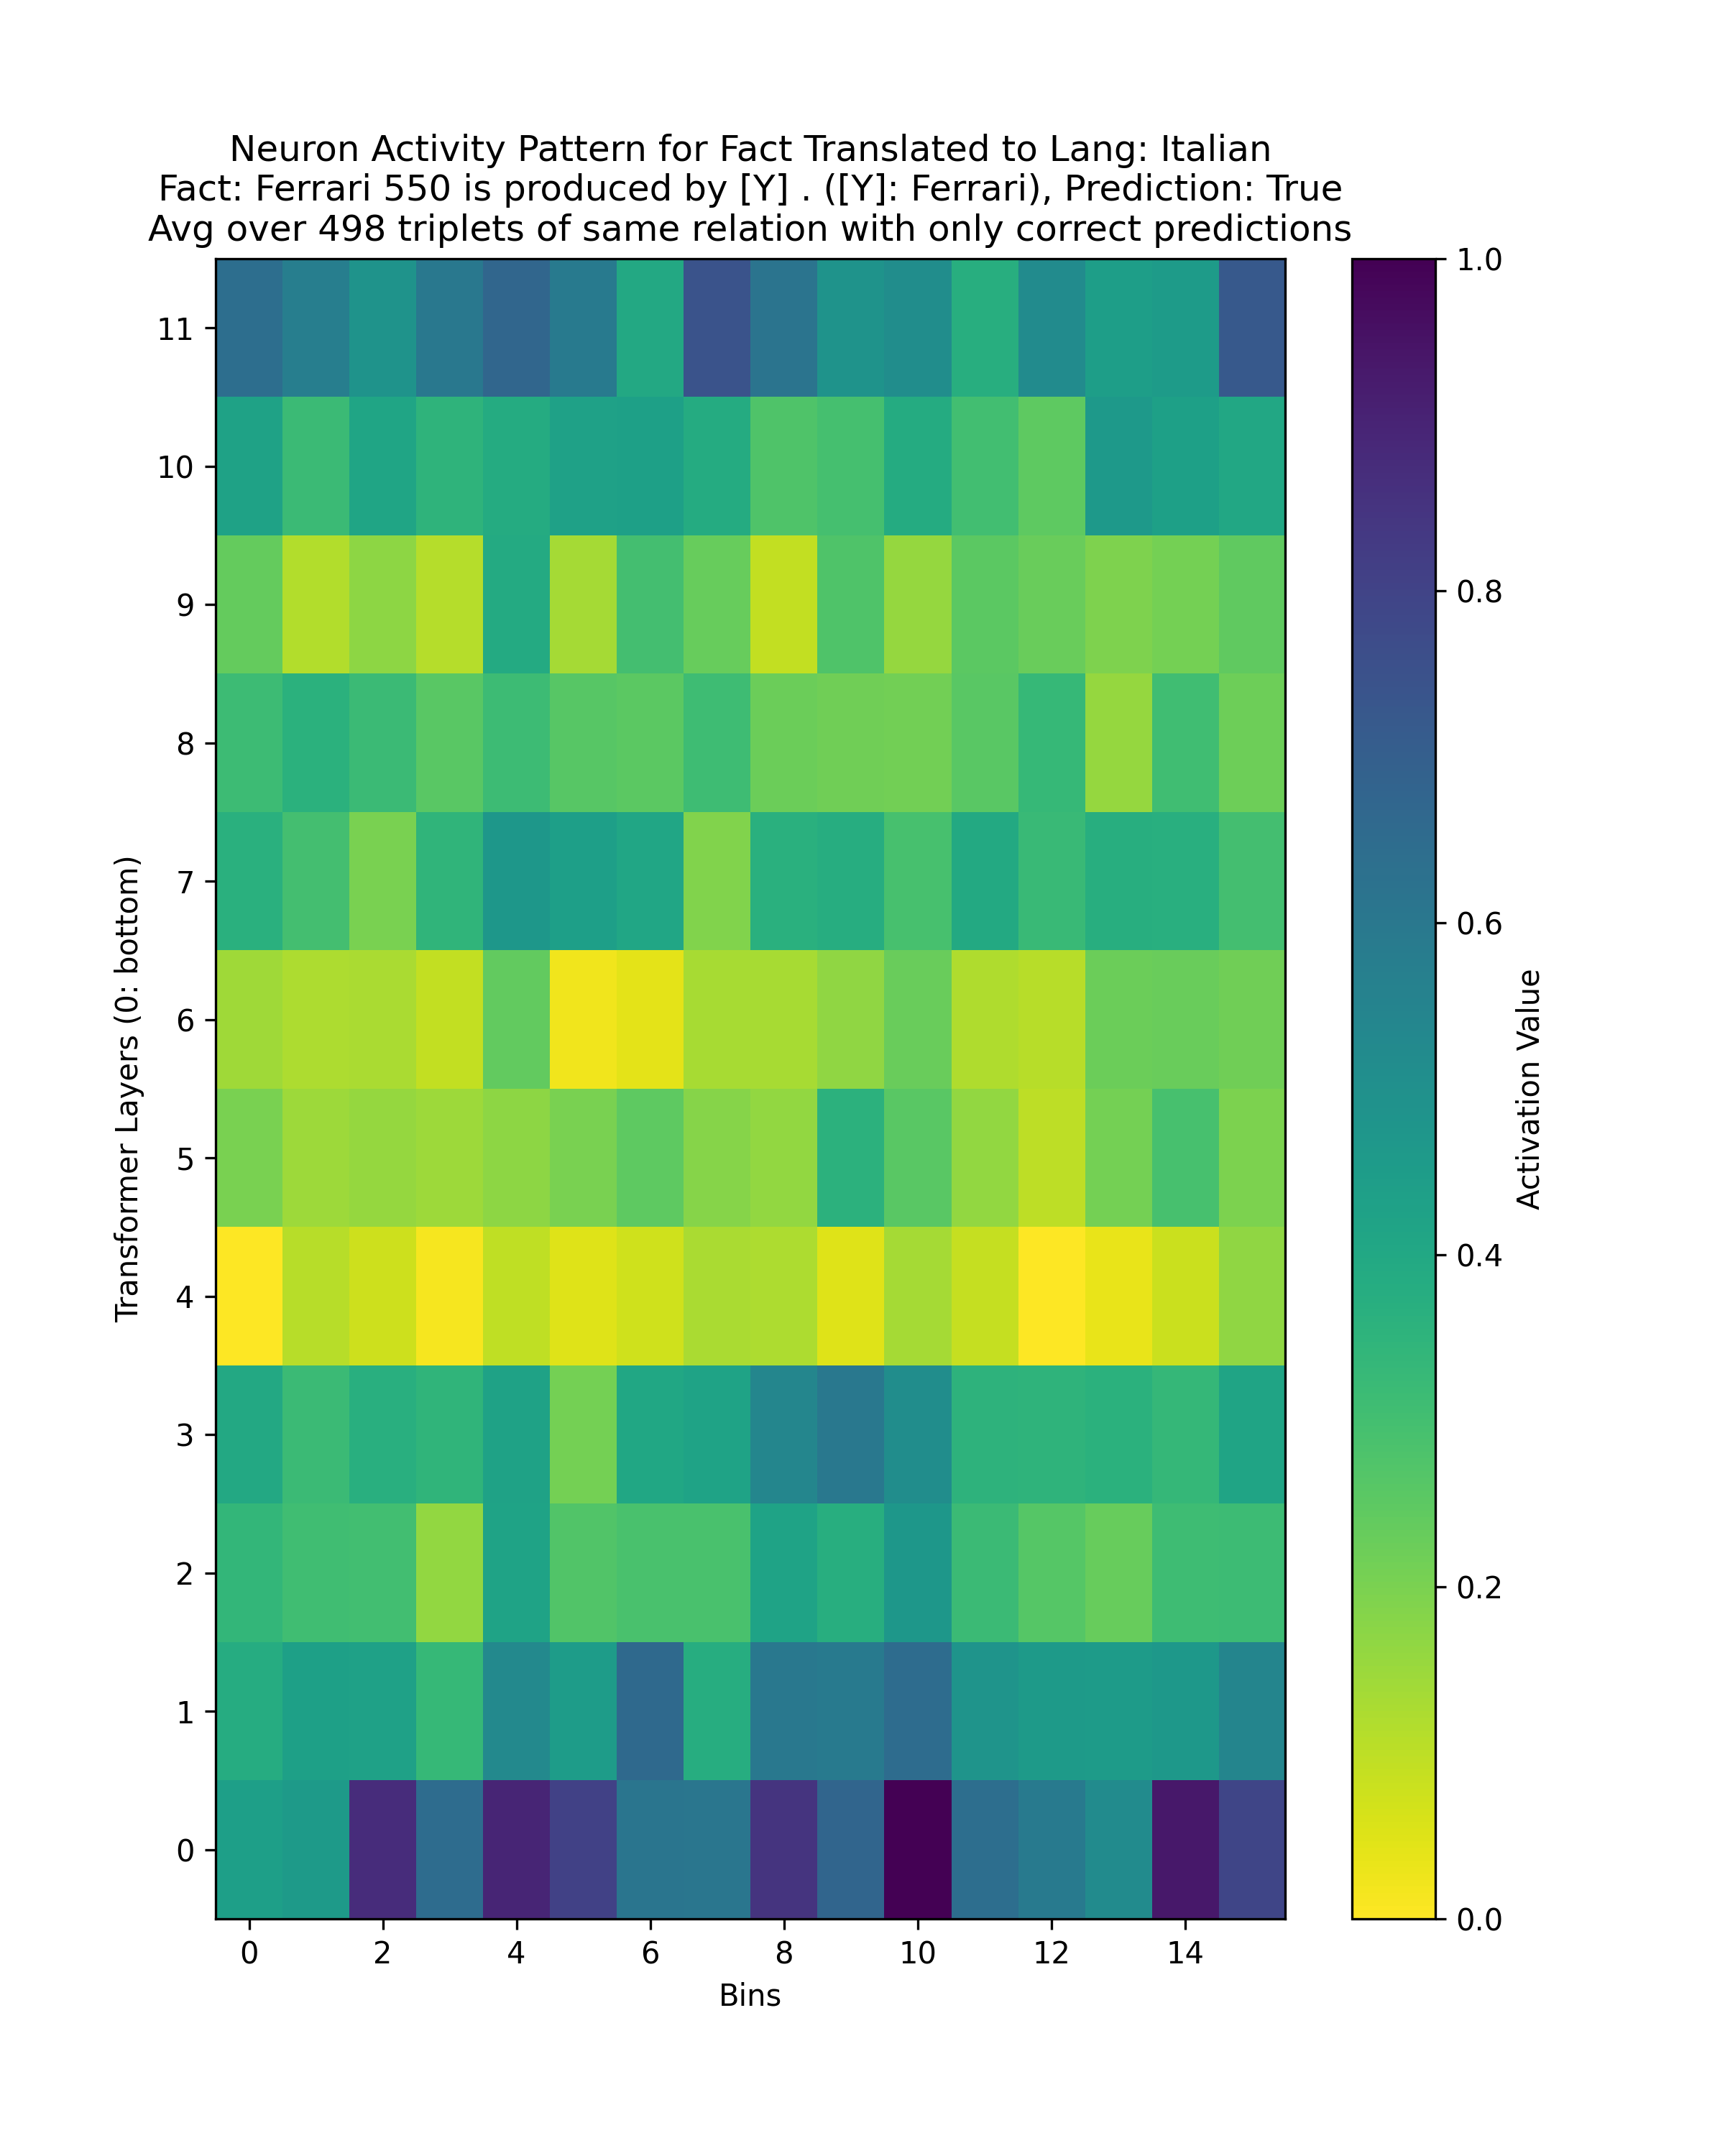 Neuron Activity Pattern for Fact Translated to Lang: Italian
Fact: Ferrari 550 is produced by [Y] . ([Y]: Ferrari), Prediction: True
Avg over 498 triplets of same relation with only correct predictions
11
10
9
8
7
6
5
4
3
2
1
0
Transformer Layers (0: bottom)
0 2 4 6 8 10 12 14
Bins
1.0
0.8
0.6
0.4
0.2
0.0
Activation Value